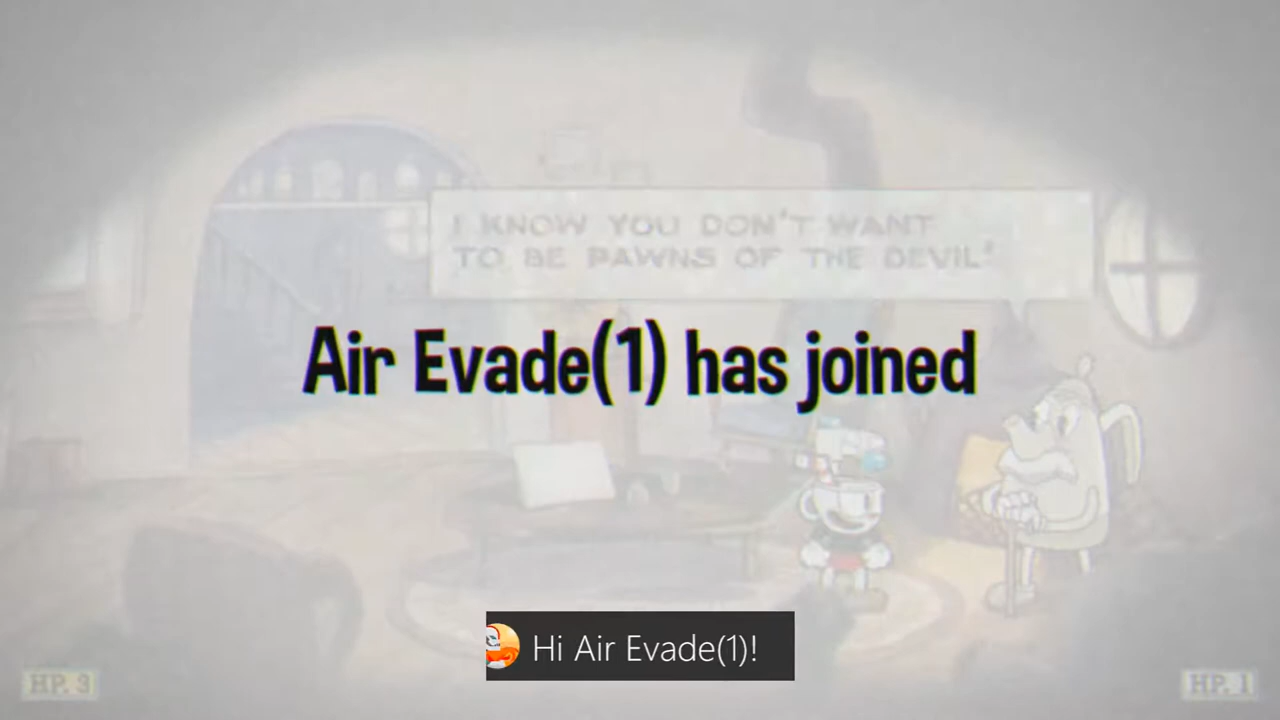 I KNOW YOU DON'T WANT
TO BE PAWNS OF THE DEVIL'
Air Evade(1) has joined
Hi Air Evade(1)!
HP. 3
HP. 1